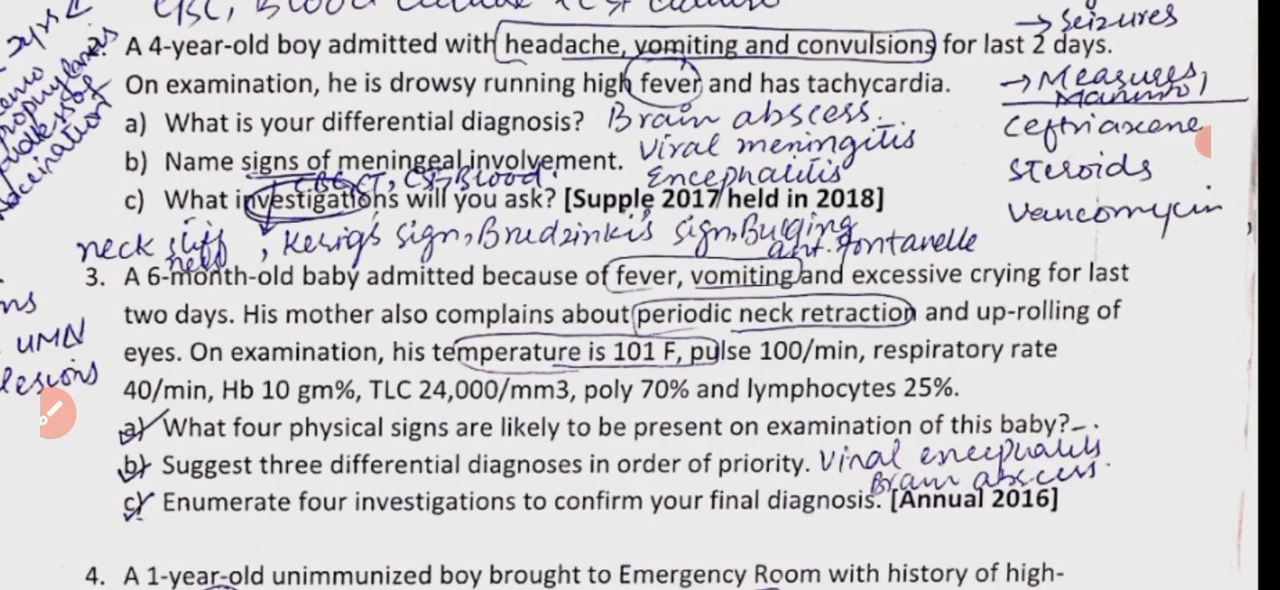 CBC, Blood culture, CSF culture
→ Seizures
2. A 4-year-old boy admitted with headache, vomiting and convulsions for last 2 days.
On examination, he is drowsy running high fever and has tachycardia.
→ Measures,
Mannitol
a) What is your differential diagnosis? Brain abscess.
Ceftriaxone
b) Name signs of meningeal involvement. Viral meningitis
Encephalitis
Steroids
CBC, CT, CSF, Blood.
c) What investigations will you ask? [Supple 2017 held in 2018]
Vancomycin
neck stiff, Kernig's sign, Brudzinki's sign, Bulging
ness
ant. fontanelle
3. A 6-month-old baby admitted because of fever, vomiting and excessive crying for last
two days. His mother also complains about periodic neck retraction and up-rolling of
UMN
lesions
eyes. On examination, his temperature is 101 F, pulse 100/min, respiratory rate
40/min, Hb 10 gm%, TLC 24,000/mm3, poly 70% and lymphocytes 25%.
a) What four physical signs are likely to be present on examination of this baby?
b) Suggest three differential diagnoses in order of priority. Viral encephalitis
Brain abscess.
c) Enumerate four investigations to confirm your final diagnosis. [Annual 2016]
4. A 1-year-old unimmunized boy brought to Emergency Room with history of high-